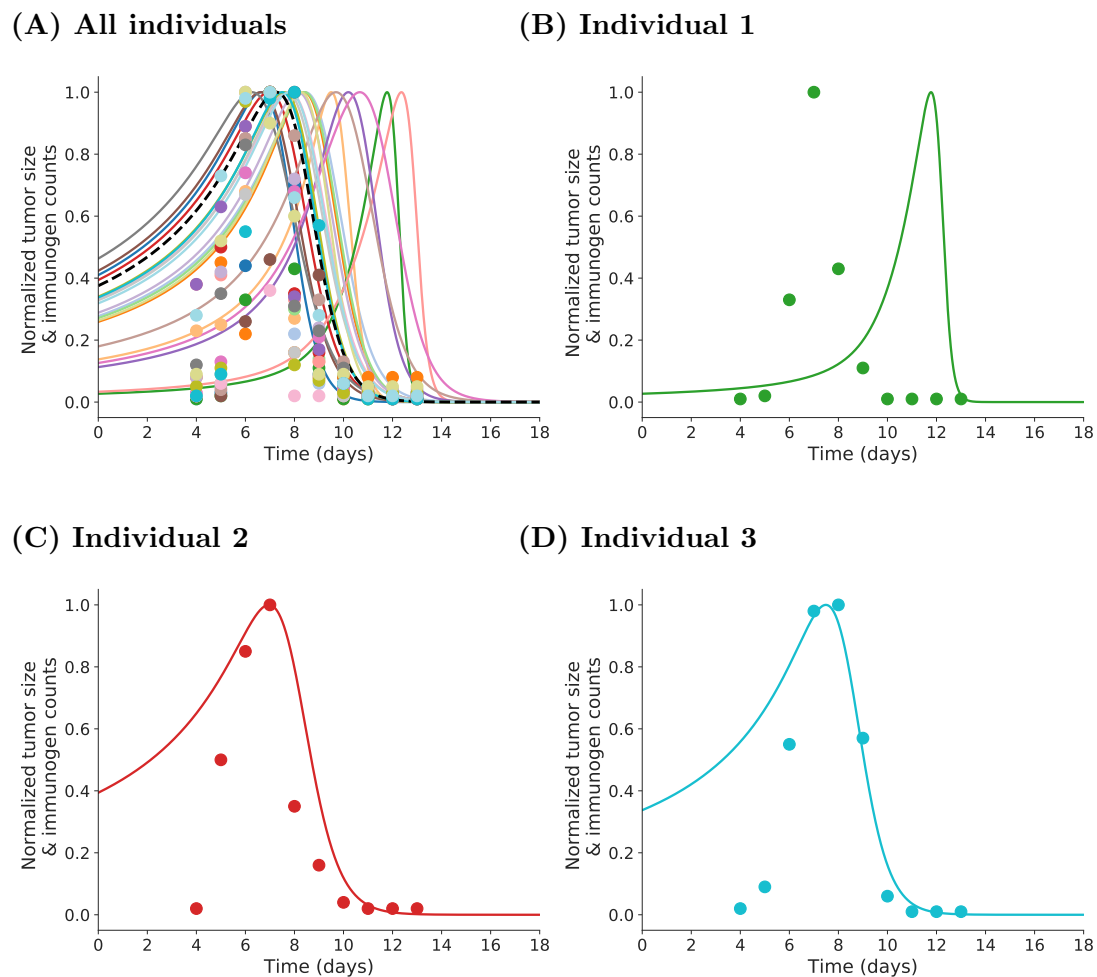 (A) All individuals
Normalized tumor size
& immunogen counts
1.0
0.8
0.6
0.4
0.2
0.0
0 2 4 6 8 10 12 14 16 18
Time (days)
(B) Individual 1
Normalized tumor size
& immunogen counts
1.0
0.8
0.6
0.4
0.2
0.0
0 2 4 6 8 10 12 14 16 18
Time (days)
(C) Individual 2
Normalized tumor size
& immunogen counts
1.0
0.8
0.6
0.4
0.2
0.0
0 2 4 6 8 10 12 14 16 18
Time (days)
(D) Individual 3
Normalized tumor size
& immunogen counts
1.0
0.8
0.6
0.4
0.2
0.0
0 2 4 6 8 10 12 14 16 18
Time (days)